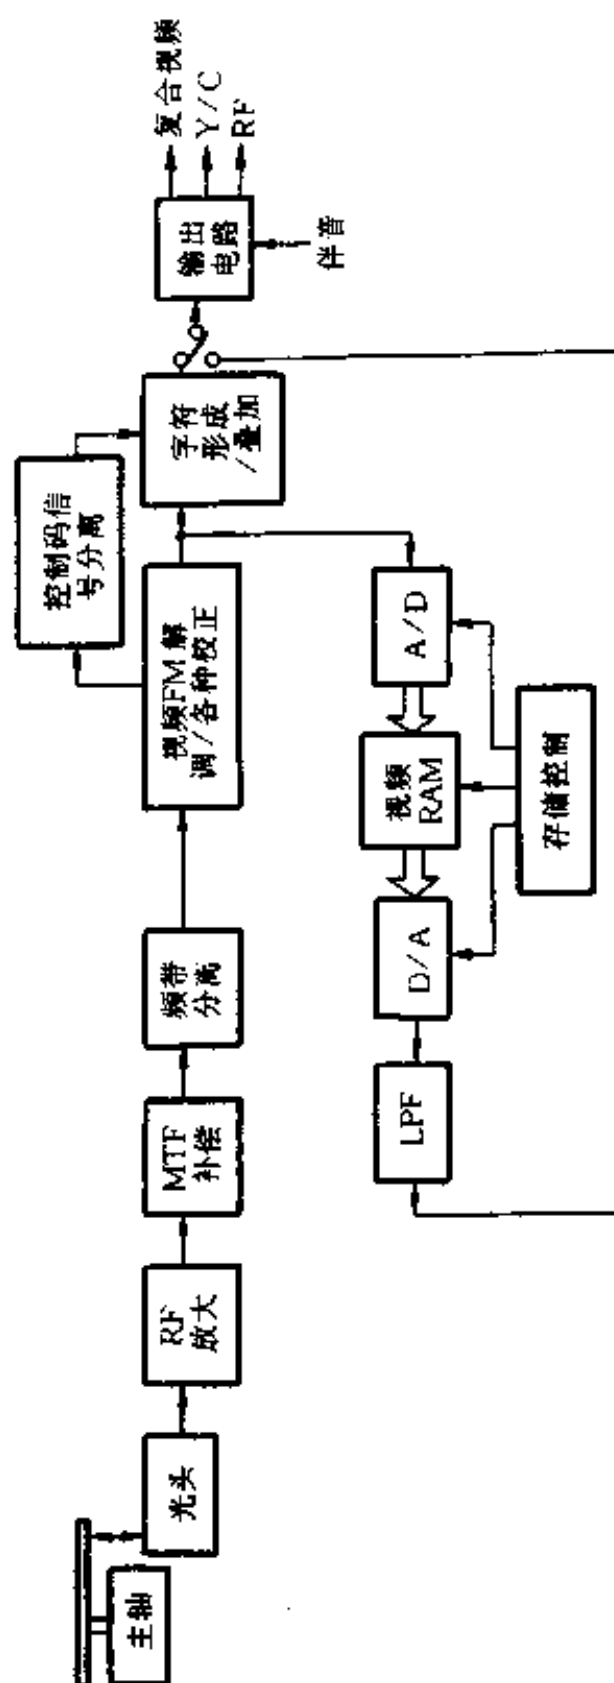 主轴
光头
RF
放大
MTF
补偿
频带
分离
视频FM解
调/各种校正
控制码信
号分离
字符
形成
/叠加
输出
电路
复合视频
Y/C
RF
伴音
A/D
视频
RAM
D/A
LPF
存储控制